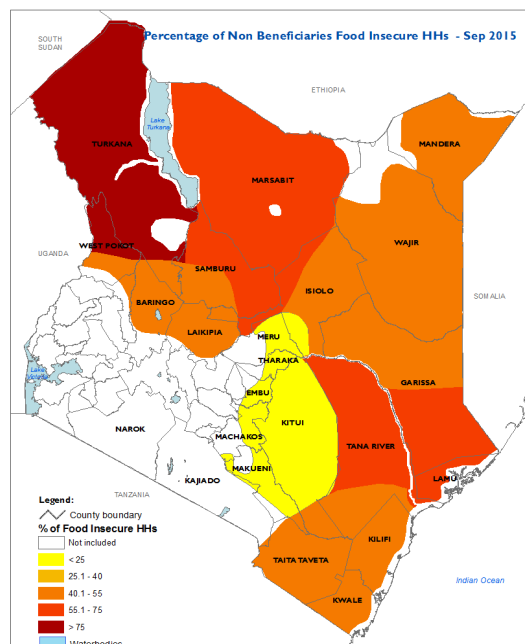 Percentage of Non Beneficiaries Food Insecure HHs - Sep 2015
SOUTH
SUDAN
ETHIOPIA
Lake
Turkana
TURKANA
MANDERA
MARSABIT
WEST POKOT
UGANDA
WAJIR
SAMBURU
ISIOLO
SOMALIA
BARINGO
LAIKIPIA
MERU
THARAKA
Lake
GARISSA
EMBU
KITUI
NAROK
MACHAKOS
TANA RIVER
MAKUENI
LAMU
KAJIADO
TANZANIA
KILIFI
TAITA TAVETA
KWALE
Indian Ocean
Legend:
County boundary
% of Food Insecure HHs
Not included
< 25
25.1 - 40
40.1 - 55
55.1 - 75
> 75
Waterbodies